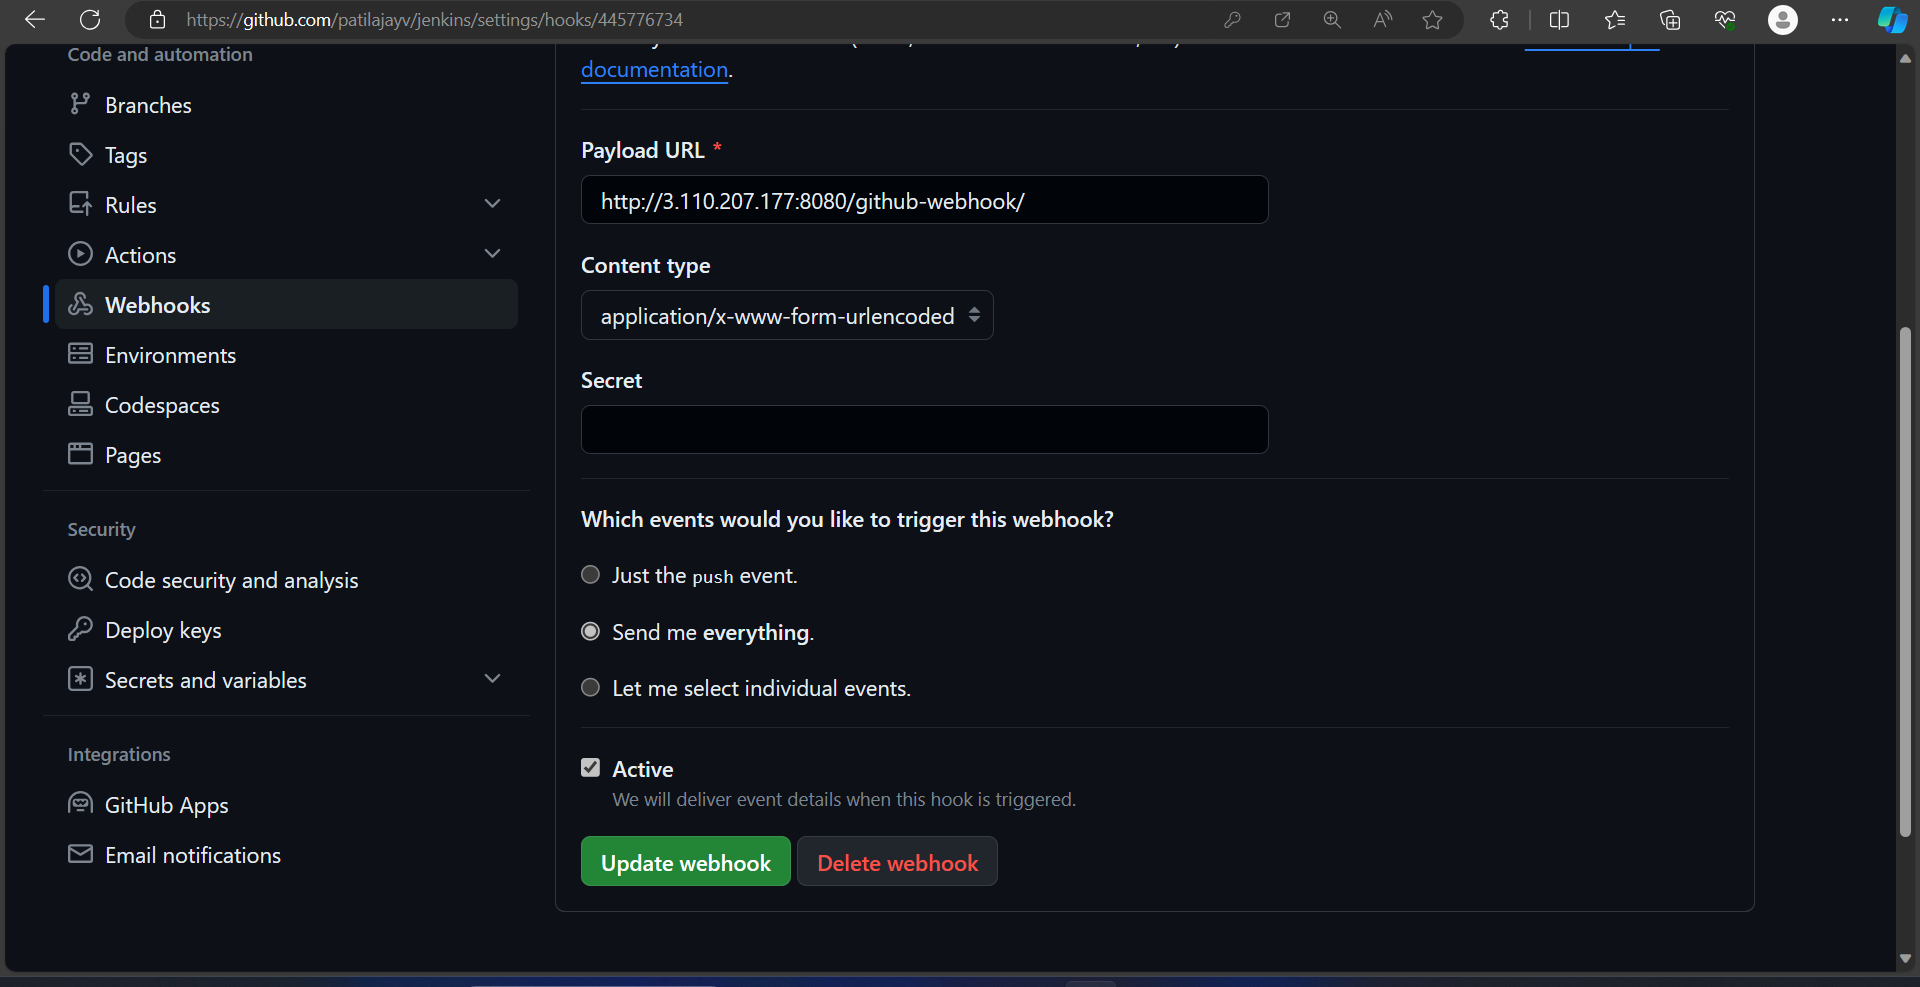 https://github.com/patilajayv/jenkins/settings/hooks/445776734
Code and automation
Branches
Tags
Rules
Actions
Webhooks
Environments
Codespaces
Pages
Security
Code security and analysis
Deploy keys
Secrets and variables
Integrations
GitHub Apps
Email notifications
documentation.
Payload URL *
http://3.110.207.177:8080/github-webhook/
Content type
application/x-www-form-urlencoded
Secret
Which events would you like to trigger this webhook?
Just the push event.
Send me everything.
Let me select individual events.
Active
We will deliver event details when this hook is triggered.
Update webhook
Delete webhook